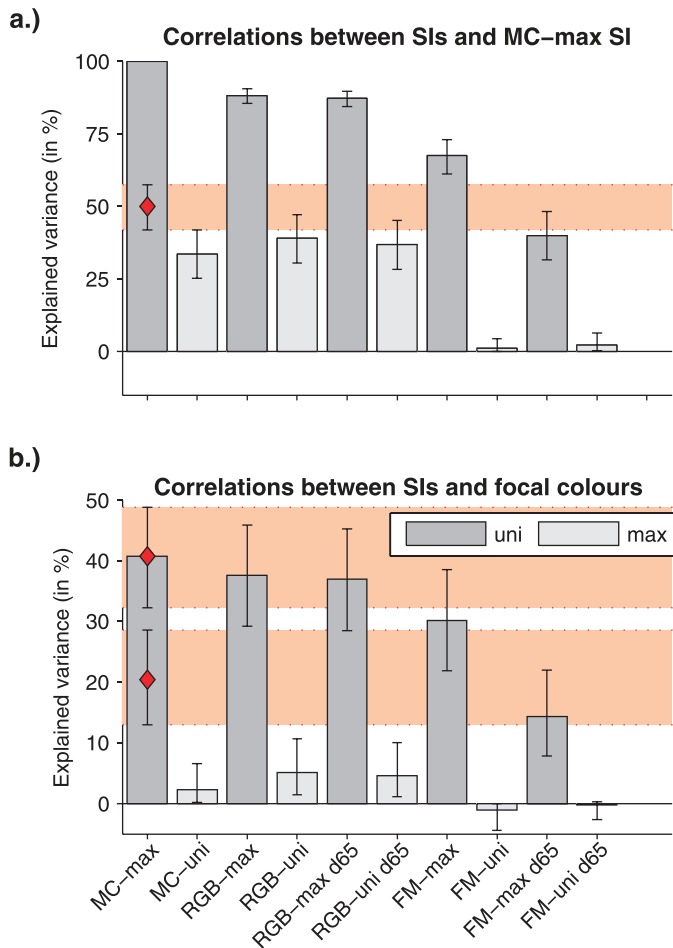 a.)
Correlations between SIs and MC−max SI
Explained variance (in %)
100
75
50
25
0
b.)
Correlations between SIs and focal colours
Explained variance (in %)
50
40
30
20
10
0
uni
max
MC−max
MC−uni
RGB−max
RGB−uni
RGB−max d65
RGB−uni d65
FM−max
FM−uni
FM−max d65
FM−uni d65